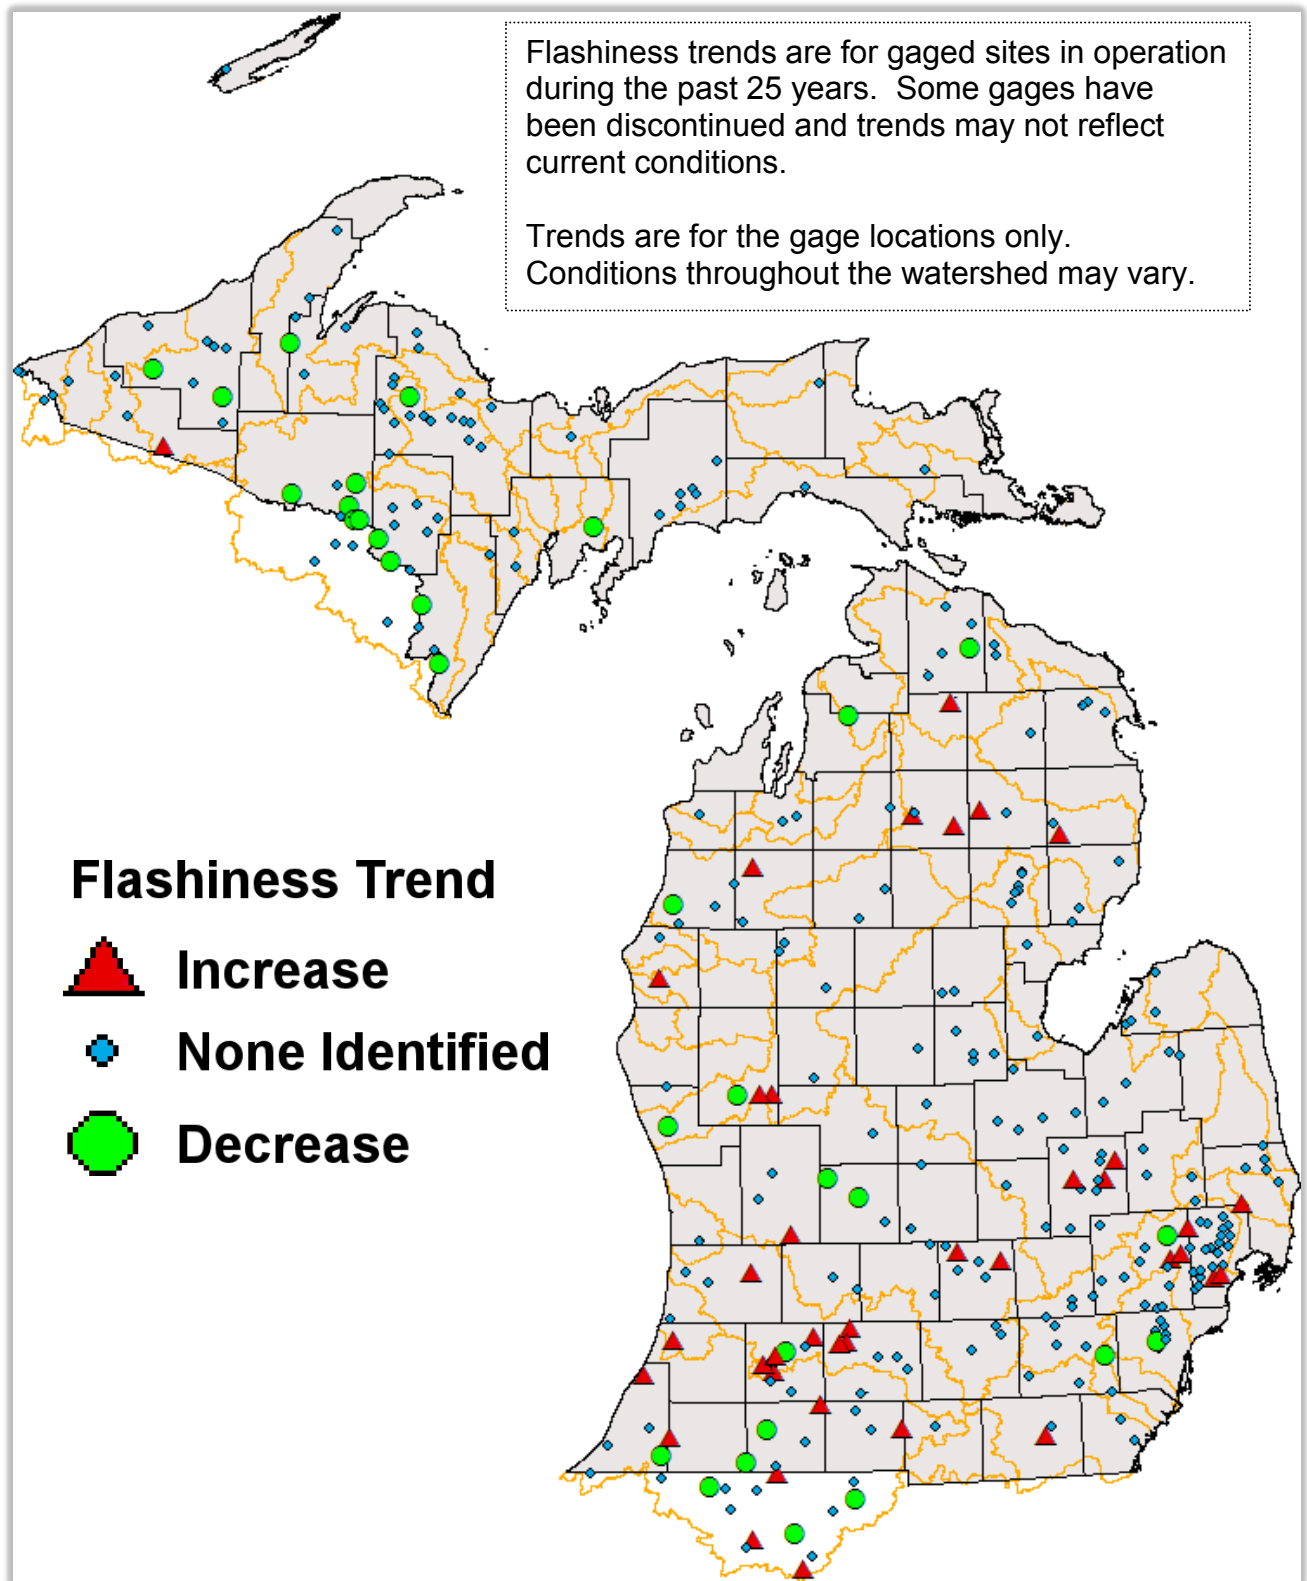 Flashiness trends are for gaged sites in operation
during the past 25 years.  Some gages have
been discontinued and trends may not reflect
current conditions.
Trends are for the gage locations only.
Conditions throughout the watershed may vary.
Flashiness Trend
Increase
None Identified
Decrease